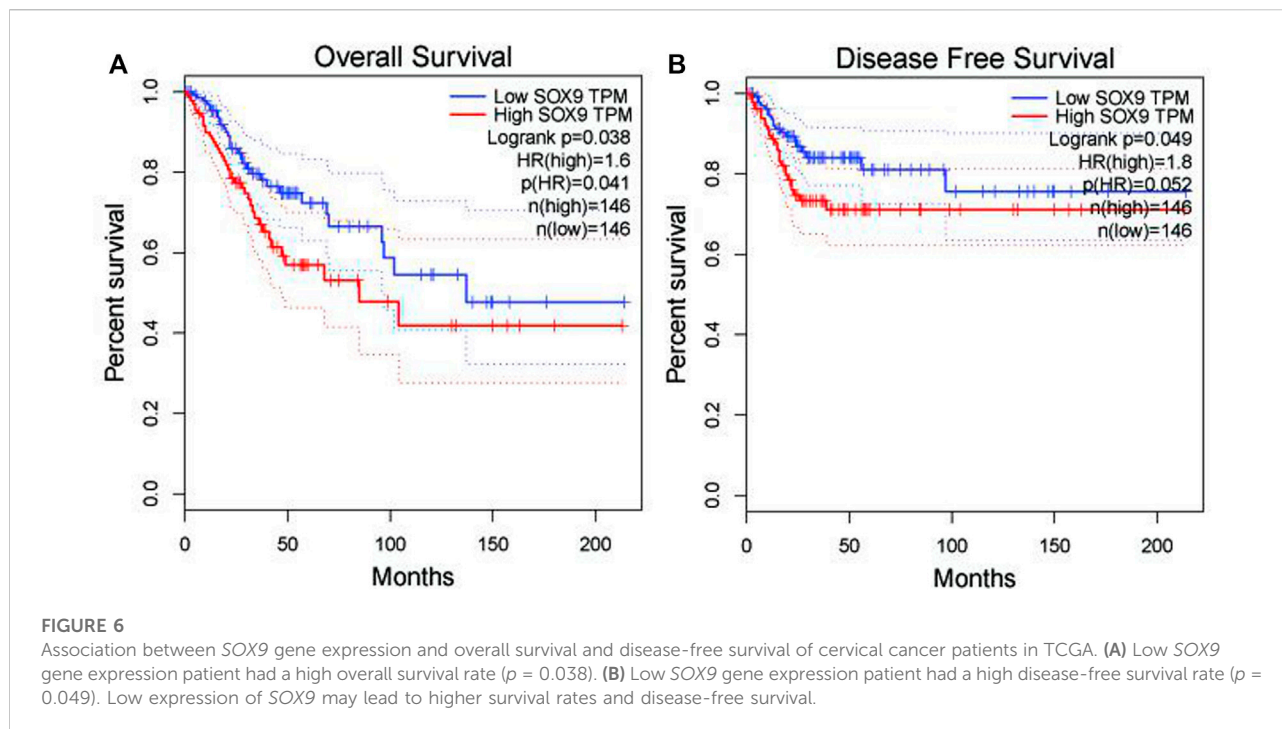 A
Overall Survival
Percent survival
1.0
0.8
0.6
0.4
0.2
0.0
Low SOX9 TPM
High SOX9 TPM
Logrank p=0.038
HR(high)=1.6
p(HR)=0.041
n(high)=146
n(low)=146
0 50 100 150 200
Months
B
Disease Free Survival
Percent survival
1.0
0.8
0.6
0.4
0.2
0.0
Low SOX9 TPM
High SOX9 TPM
Logrank p=0.049
HR(high)=1.8
p(HR)=0.052
n(high)=146
n(low)=146
0 50 100 150 200
Months
FIGURE 6
Association between SOX9 gene expression and overall survival and disease-free survival of cervical cancer patients in TCGA. (A) Low SOX9
gene expression patient had a high overall survival rate (p = 0.038). (B) Low SOX9 gene expression patient had a high disease-free survival rate (p =
0.049). Low expression of SOX9 may lead to higher survival rates and disease-free survival.